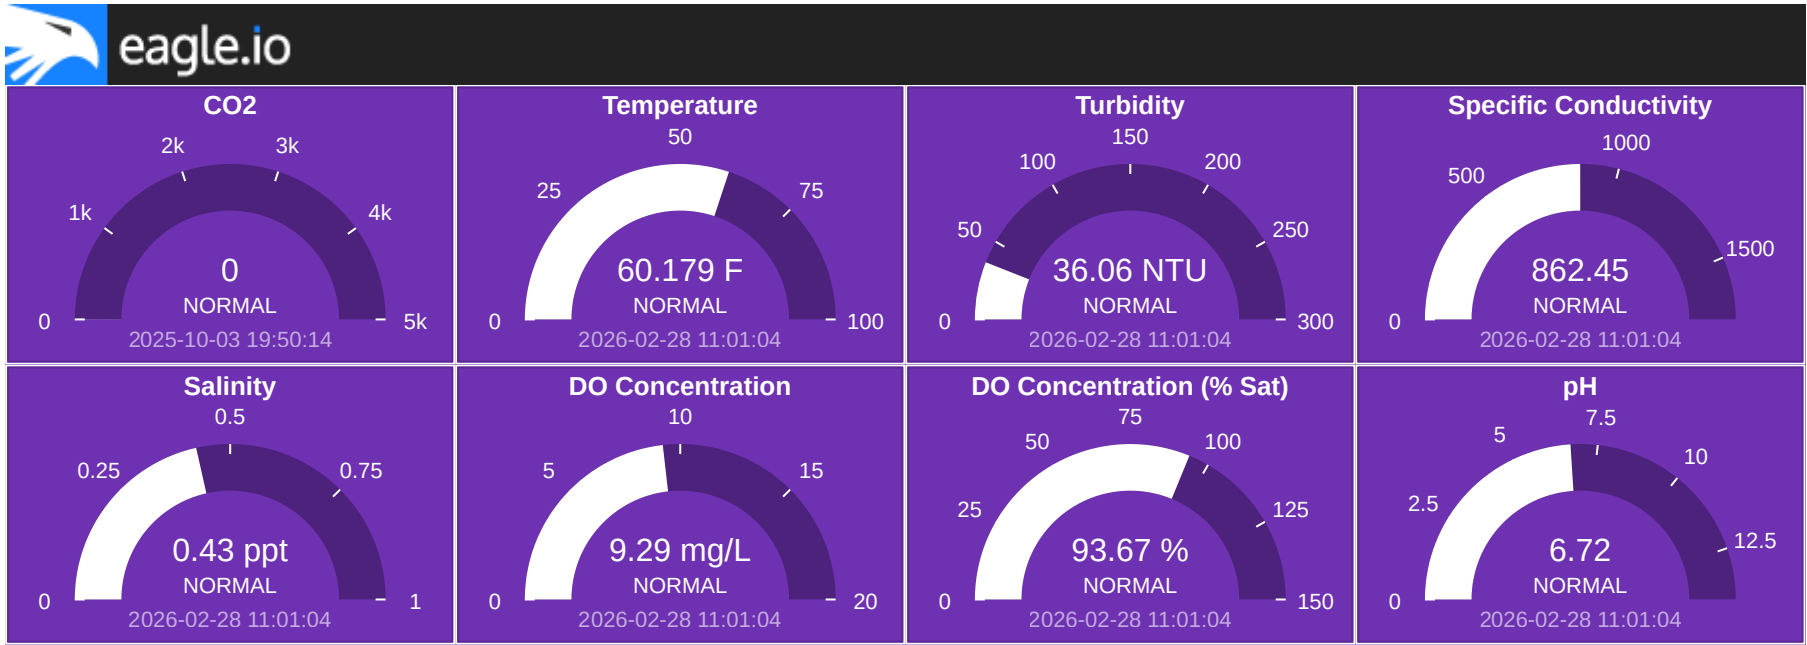 eagle.io
CO2
2k
3k
1k
4k
0
NORMAL
0
5k
2025-10-03 19:50:14
Temperature
50
25
75
60.179 F
NORMAL
0
100
2026-02-28 11:01:04
Turbidity
150
100
200
50
250
36.06 NTU
NORMAL
0
300
2026-02-28 11:01:04
Specific Conductivity
1000
500
1500
862.45
NORMAL
0
2026-02-28 11:01:04
Salinity
0.5
0.25
0.75
0.43 ppt
NORMAL
0
1
2026-02-28 11:01:04
DO Concentration
10
5
15
9.29 mg/L
NORMAL
0
20
2026-02-28 11:01:04
DO Concentration (% Sat)
75
50
100
25
125
93.67 %
NORMAL
0
150
2026-02-28 11:01:04
pH
7.5
5
10
2.5
12.5
6.72
NORMAL
0
2026-02-28 11:01:04